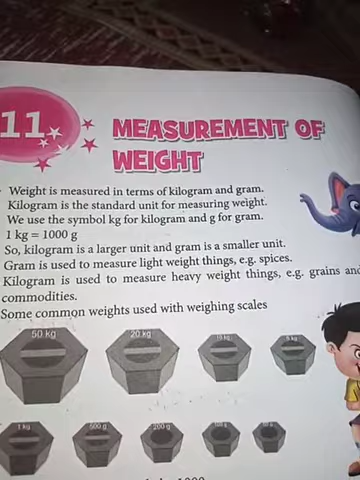 11
MEASUREMENT OF
WEIGHT
Weight is measured in terms of kilogram and gram.
Kilogram is the standard unit for measuring weight.
We use the symbol kg for kilogram and g for gram.
1 kg = 1000 g
So, kilogram is a larger unit and gram is a smaller unit.
Gram is used to measure light weight things, e.g. spices.
Kilogram is used to measure heavy weight things, e.g. grains and
commodities.
Some common weights used with weighing scales
50 kg 20 kg 10 kg 5 kg
1 kg 500 g 200 g